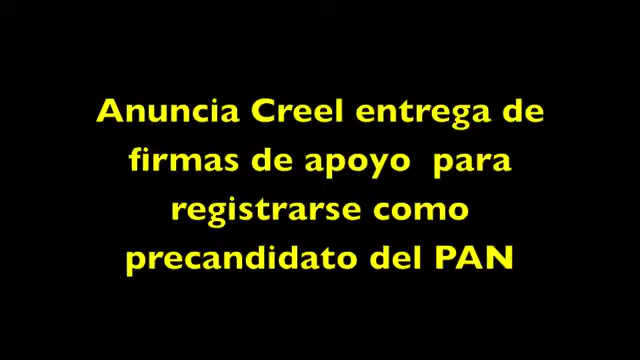 Anuncia Creel entrega de
firmas de apoyo para
registrarse como
precandidato del PAN